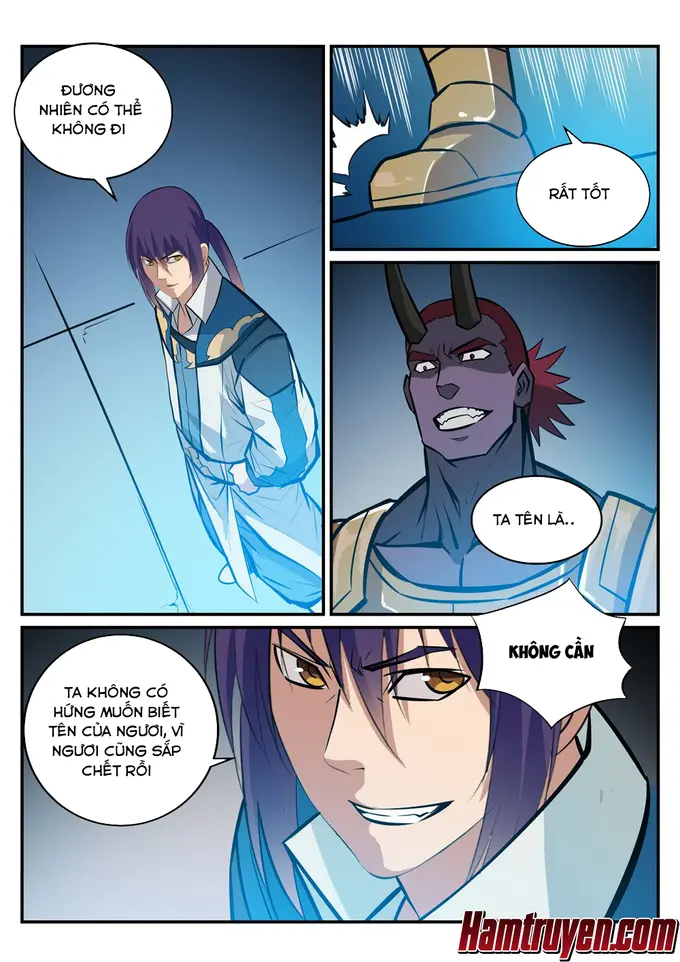 ĐƯƠNG
NHIÊN CÓ THỂ
KHÔNG ĐI
RẤT TỐT
TA TÊN LÀ..
KHÔNG CẦN
TA KHÔNG CÓ
HỨNG MUỐN BIẾT
TÊN CỦA NGƯƠI, VÌ
NGƯƠI CŨNG SẮP
CHẾT RỒI
Hamtruyen.com